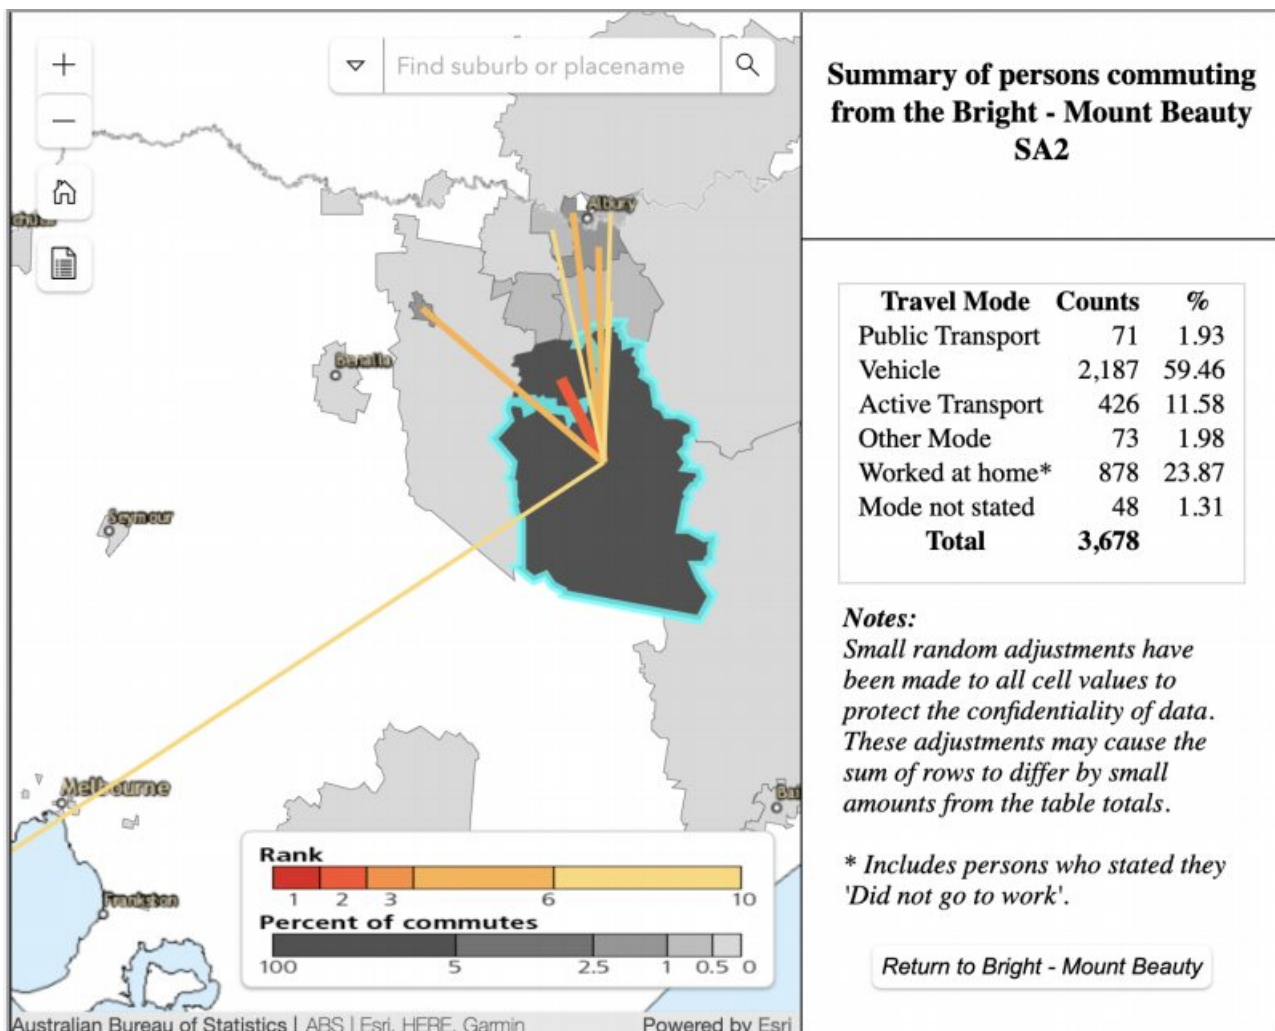 Find suburb or placename
Summary of persons commuting
from the Bright - Mount Beauty
SA2
Albury
Benalla
Seymour
Melbourne
Frankston
Travel Mode Counts %
Public Transport 71 1.93
Vehicle 2,187 59.46
Active Transport 426 11.58
Other Mode 73 1.98
Worked at home* 878 23.87
Mode not stated 48 1.31
Total 3,678
Notes:
Small random adjustments have
been made to all cell values to
protect the confidentiality of data.
These adjustments may cause the
sum of rows to differ by small
amounts from the table totals.
* Includes persons who stated they
'Did not go to work'.
Return to Bright - Mount Beauty
Rank
1 2 3 6 10
Percent of commutes
100 5 2.5 1 0.5 0
Bai
Australian Bureau of Statistics | ABS | Esri, HERE, Garmin
Powered by Esri